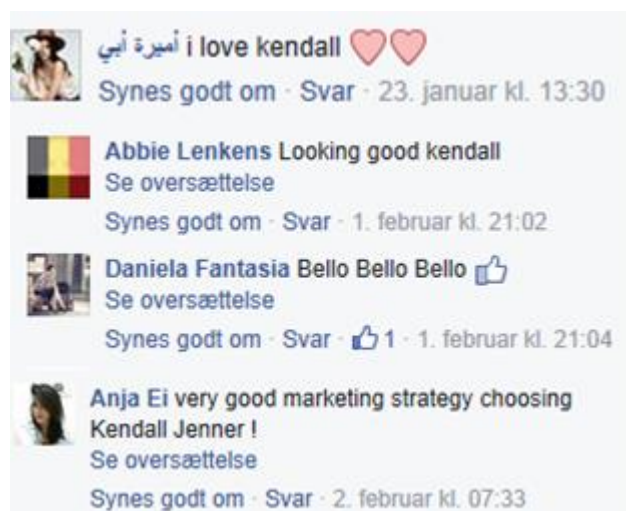 أميرة أبي i love kendall
Synes godt om · Svar · 23. januar kl. 13:30
Abbie Lenkens Looking good kendall
Se oversættelse
Synes godt om · Svar · 1. februar kl. 21:02
Daniela Fantasia Bello Bello Bello
Se oversættelse
Synes godt om · Svar · 1 · 1. februar kl. 21:04
Anja Ei very good marketing strategy choosing
Kendall Jenner !
Se oversættelse
Synes godt om · Svar · 2. februar kl. 07:33